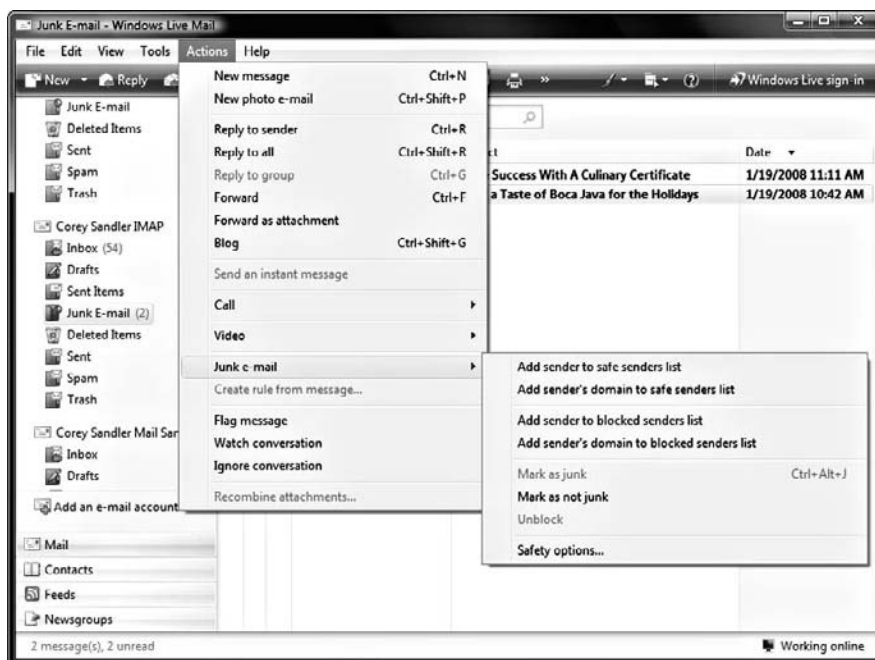 Junk E-mail - Windows Live Mail
File Edit View Tools Actions Help
New Reply » Windows Live sign-in
Junk E-mail
Deleted Items
Sent
Spam
Trash
Corey Sandler IMAP
Inbox (54)
Drafts
Sent Items
Junk E-mail (2)
Deleted Items
Sent
Spam
Trash
Corey Sandler Mail Sar
Inbox
Drafts
Add an e-mail account
Mail
Contacts
Feeds
Newsgroups
New message Ctrl+N
New photo e-mail Ctrl+Shift+P
Reply to sender Ctrl+R
Reply to all Ctrl+Shift+R
Reply to group Ctrl+G
Forward Ctrl+F
Forward as attachment
Blog Ctrl+Shift+G
Send an instant message
Call
Video
Junk e-mail
Create rule from message...
Flag message
Watch conversation
Ignore conversation
Recombine attachments...
ct Date
Success With A Culinary Certificate 1/19/2008 11:11 AM
a Taste of Boca Java for the Holidays 1/19/2008 10:42 AM
Add sender to safe senders list
Add sender's domain to safe senders list
Add sender to blocked senders list
Add sender's domain to blocked senders list
Mark as junk Ctrl+Alt+J
Mark as not junk
Unblock
Safety options...
2 message(s), 2 unread Working online